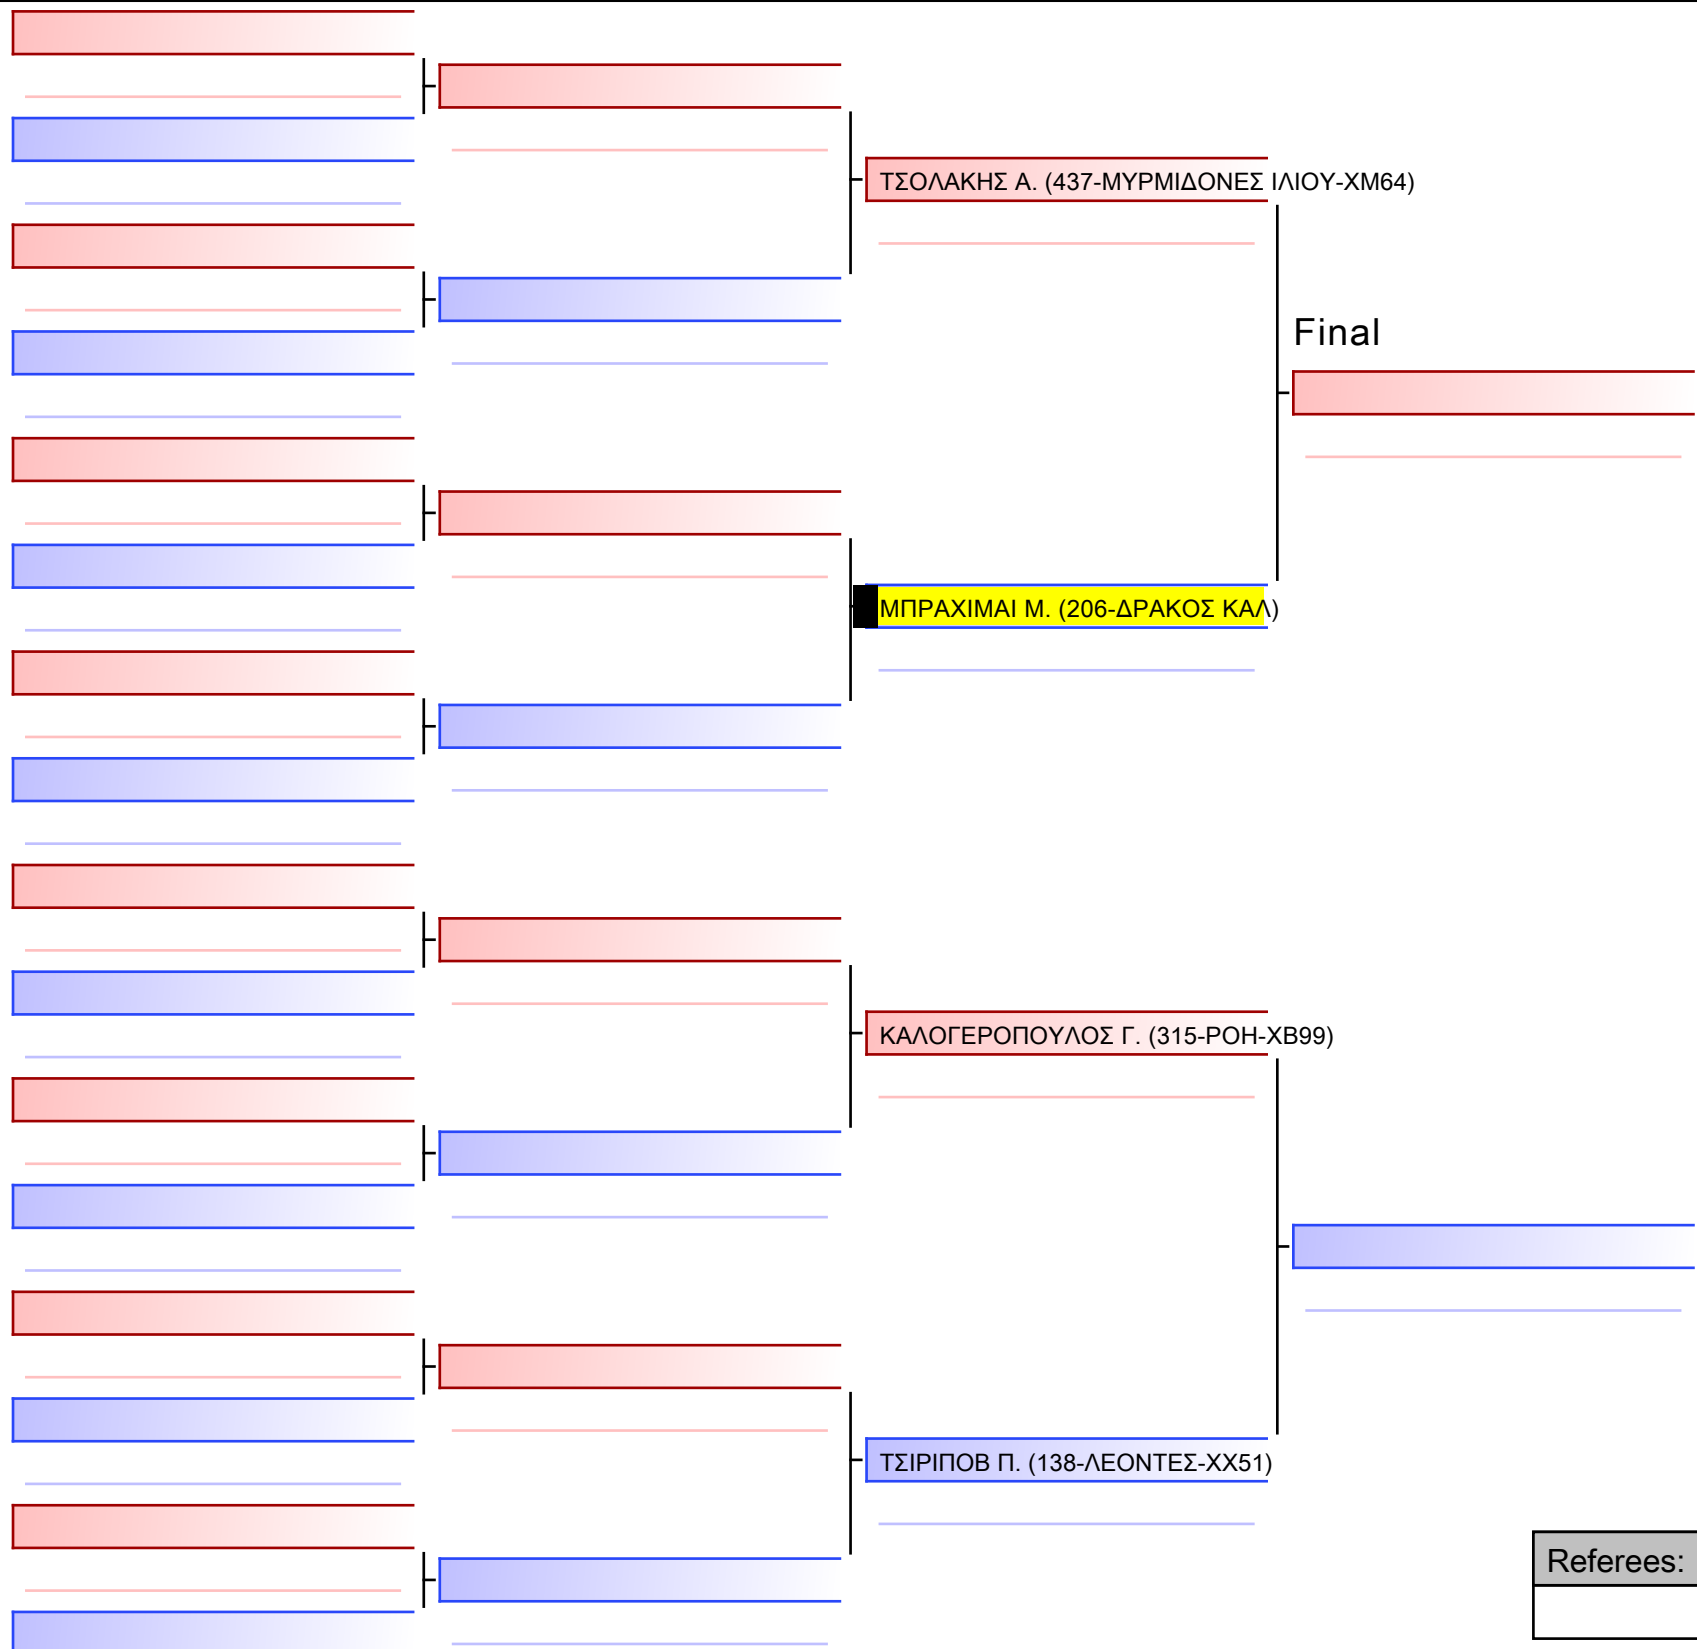 ΤΣΟΛΑΚΗΣ Α. (437-ΜΥΡΜΙΔΟΝΕΣ ΙΛΙΟΥ-ΧΜ64)
Final
ΜΠΡΑΧΙΜΑΙ Μ. (206-ΔΡΑΚΟΣ ΚΑΛ)
ΚΑΛΟΓΕΡΟΠΟΥΛΟΣ Γ. (315-ΡΟΗ-ΧΒ99)
ΤΣΙΡΙΠΟΒ Π. (138-ΛΕΟΝΤΕΣ-ΧΧ51)
Referees: